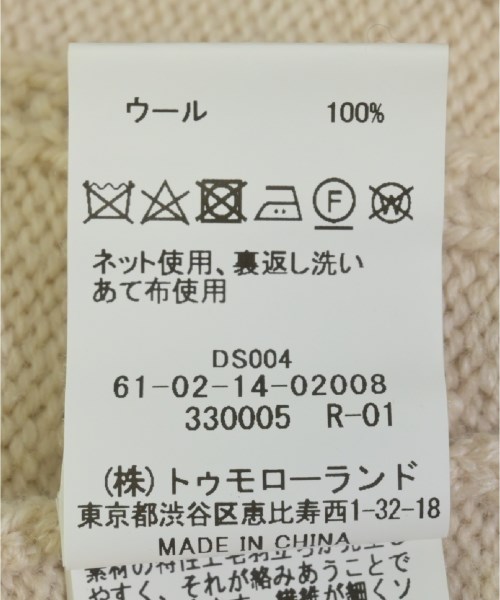 ウール 100%
F W
ネット使用、裏返し洗い
あて布使用
DS004
61-02-14-02008
330005 R-01
(株)トゥモローランド
東京都渋谷区恵比寿西1-32-18
MADE IN CHINA
やすく、それが絡みあうことで